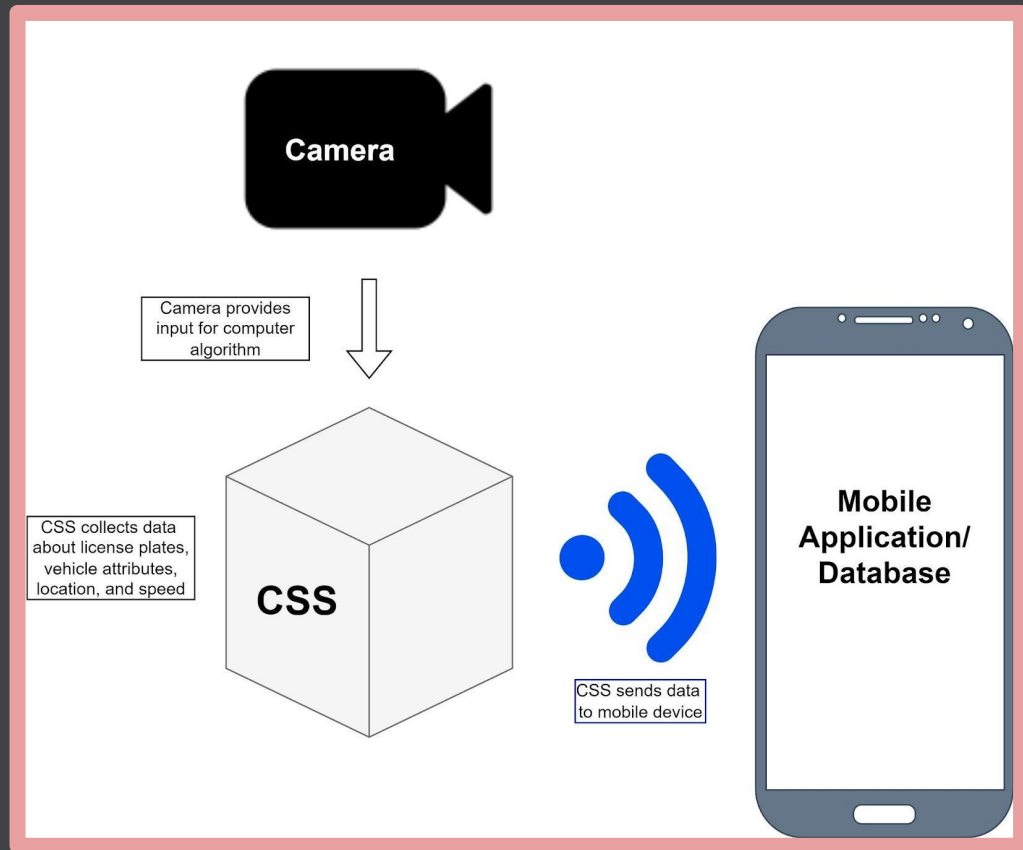 Camera
Camera provides
input for computer
algorithm
CSS collects data
about license plates,
vehicle attributes,
location, and speed
CSS
CSS sends data
to mobile device
Mobile
Application/
Database